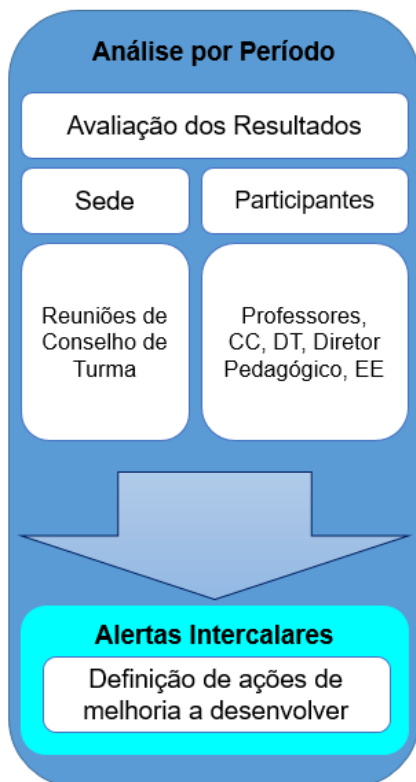 Análise por Período
Avaliação dos Resultados
Sede
Participantes
Reuniões de
Conselho de
Turma
Professores,
CC, DT, Diretor
Pedagógico, EE
Alertas Intercalares
Definição de ações de
melhoria a desenvolver